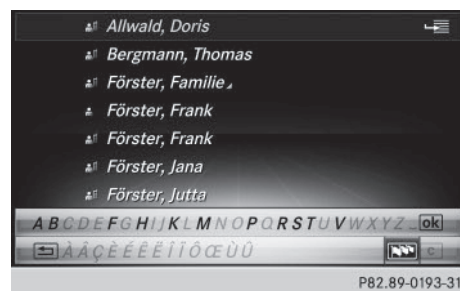 Allwald, Doris
Bergmann, Thomas
Förster, Familie
Förster, Frank
Förster, Frank
Förster, Jana
Förster, Jutta
ABCDEFGHIJKLMNOPQRSTUVWXYZ_ ok
ÀÂÇÈÉÊËÎÏÔŒÙÛ c
P82.89-0193-31